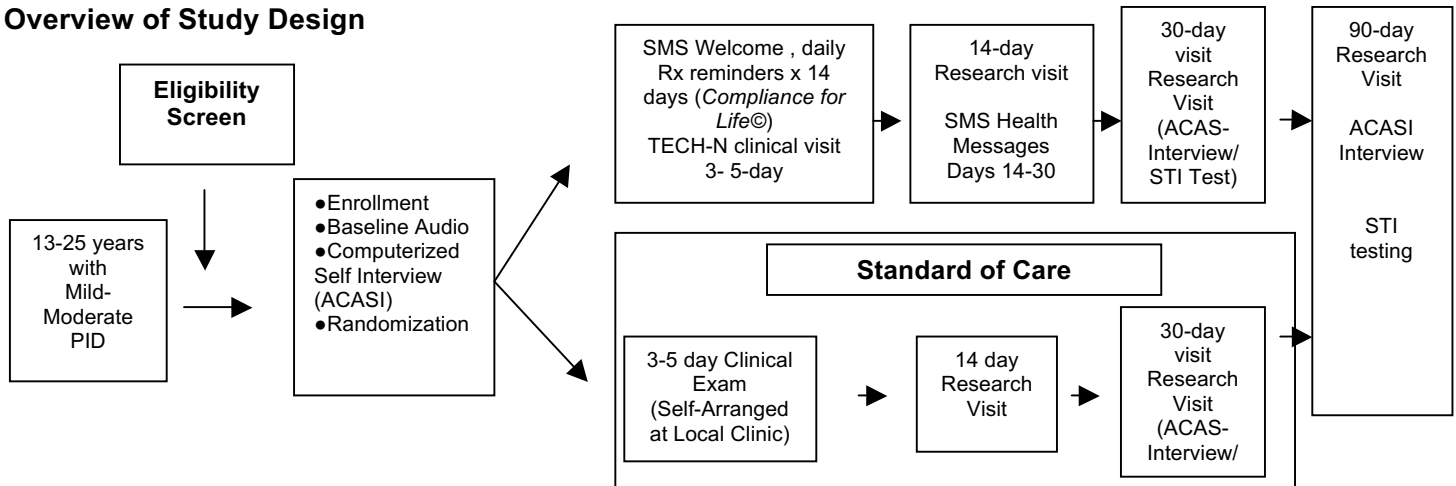 Overview of Study Design
Eligibility
Screen
13-25 years
with
Mild-
Moderate
PID
●Enrollment
●Baseline Audio
●Computerized
Self Interview
(ACASI)
●Randomization
SMS Welcome , daily
Rx reminders x 14
days (Compliance for
Life©)
TECH-N clinical visit
3- 5-day
14-day
Research visit
SMS Health
Messages
Days 14-30
30-day
visit
Research
Visit
(ACAS-
Interview/
STI Test)
90-day
Research
Visit
ACASI
Interview
STI
testing
Standard of Care
3-5 day Clinical
Exam
(Self-Arranged
at Local Clinic)
14 day
Research
Visit
30-day
visit
Research
Visit
(ACAS-
Interview/